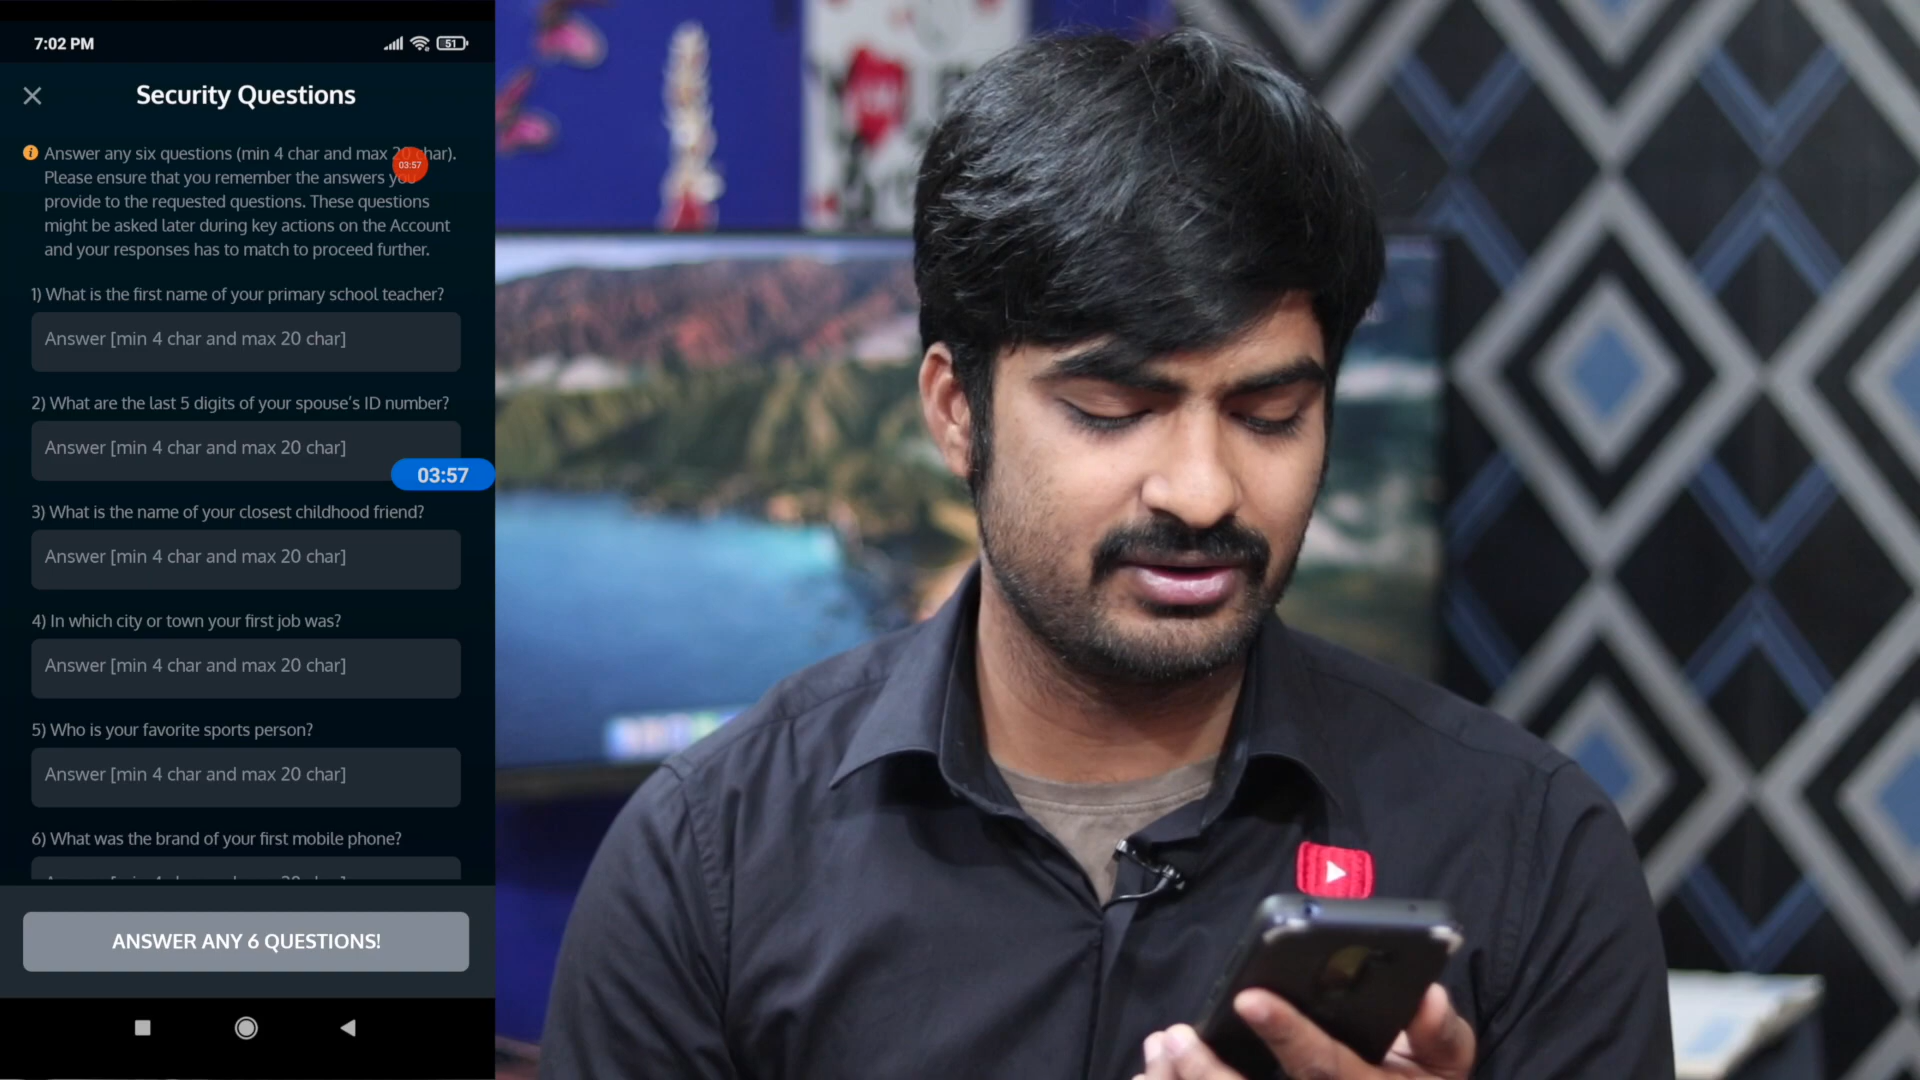 7:02 PM
51
Security Questions
Answer any six questions (min 4 char and max 20 char).
03:57
Please ensure that you remember the answers you
provide to the requested questions. These questions
might be asked later during key actions on the Account
and your responses has to match to proceed further.
1) What is the first name of your primary school teacher?
Answer [min 4 char and max 20 char]
2) What are the last 5 digits of your spouse's ID number?
Answer [min 4 char and max 20 char]
03:57
3) What is the name of your closest childhood friend?
Answer [min 4 char and max 20 char]
4) In which city or town your first job was?
Answer [min 4 char and max 20 char]
5) Who is your favorite sports person?
Answer [min 4 char and max 20 char]
6) What was the brand of your first mobile phone?
ANSWER ANY 6 QUESTIONS!